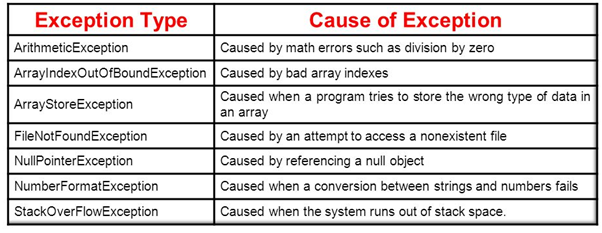 Exception Type Cause of Exception
ArithmeticException Caused by math errors such as division by zero
ArrayIndexOutOfBoundException Caused by bad array indexes
ArrayStoreException Caused when a program tries to store the wrong type of data in
an array
FileNotFoundException Caused by an attempt to access a nonexistent file
NullPointerException Caused by referencing a null object
NumberFormatException Caused when a conversion between strings and numbers fails
StackOverFlowException Caused when the system runs out of stack space.